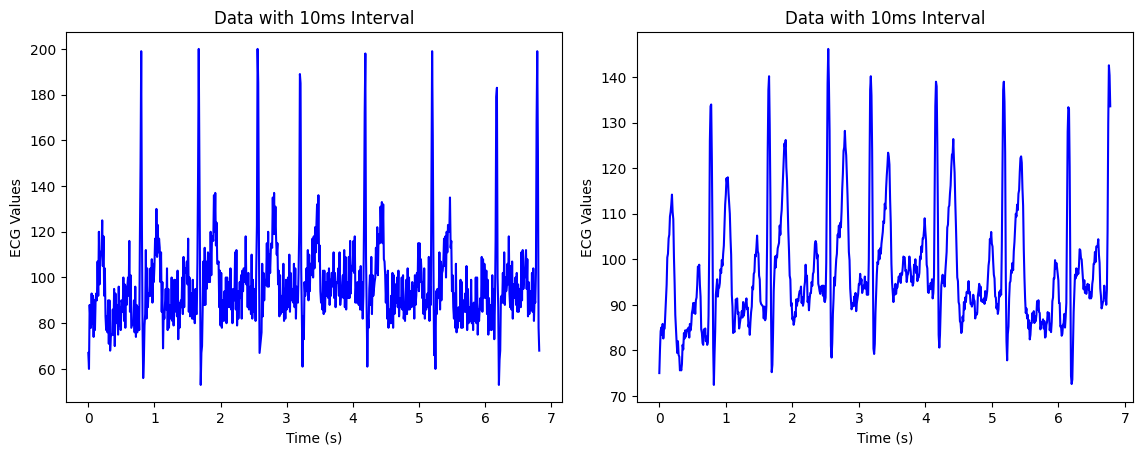 Data with 10ms Interval
ECG Values
200
180
160
140
120
100
80
60
0 1 2 3 4 5 6 7
Time (s)
Data with 10ms Interval
ECG Values
140
130
120
110
100
90
80
70
0 1 2 3 4 5 6 7
Time (s)